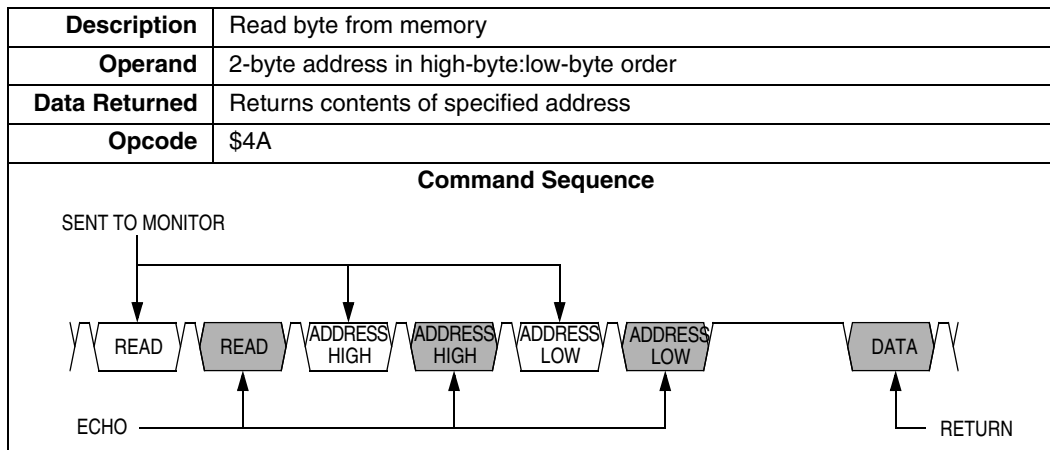 Description Read byte from memory
Operand 2-byte address in high-byte:low-byte order
Data Returned Returns contents of specified address
Opcode $4A
Command Sequence
SENT TO MONITOR
READ READ ADDRESS HIGH ADDRESS HIGH ADDRESS LOW ADDRESS LOW DATA
ECHO RETURN